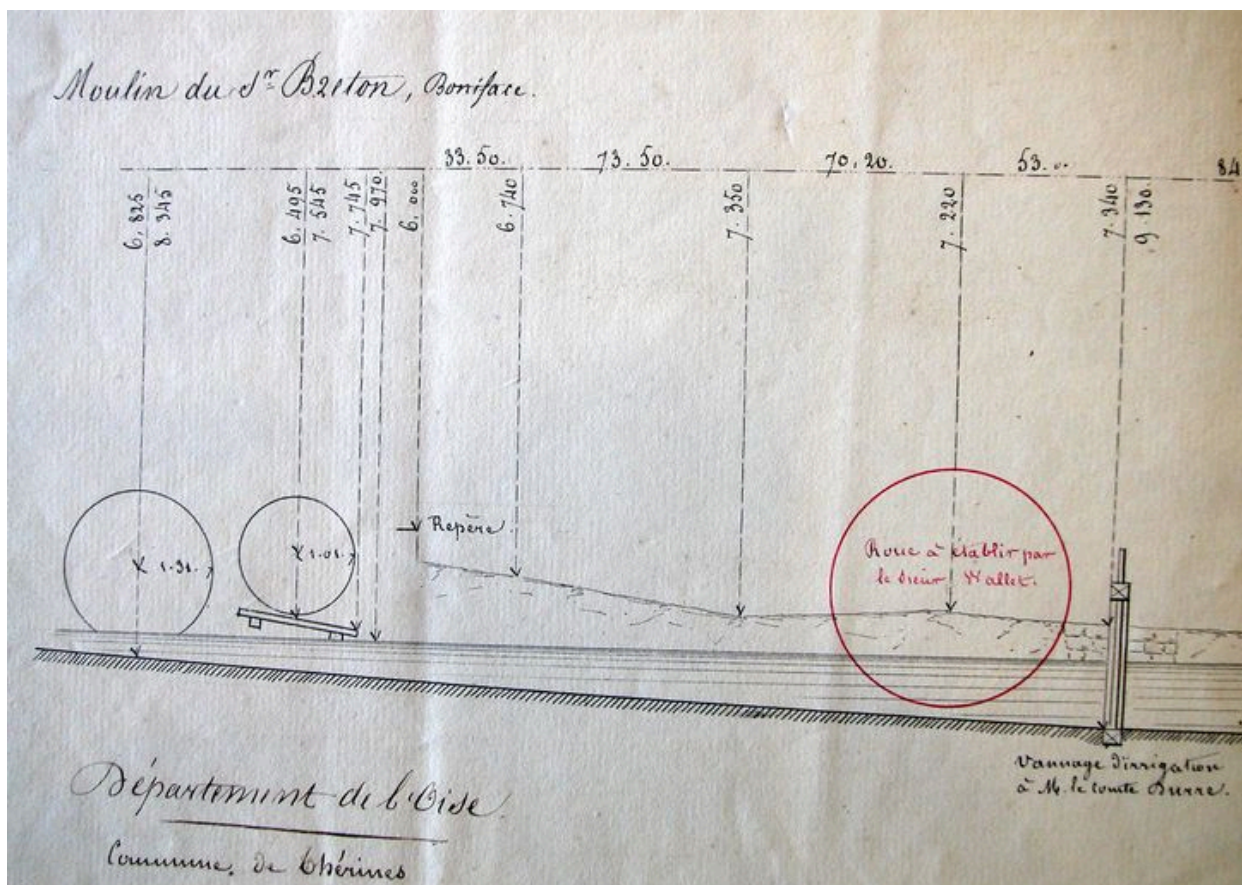 Moulin du Sr Breton, Boniface.
33.50. 73.50. 70.20. 53.00 84
6,825
8.345
6.495
7.545
7.745
7.970.
6.000
6.740
7.350
7.220
7.340
9.130.
Repère
1.31.
1.01.
Roue à établir par
le sieur Wallet.
Vannage d'irrigation
à M. le comte Durre.
Département de l'Oise
Commune de Thérines